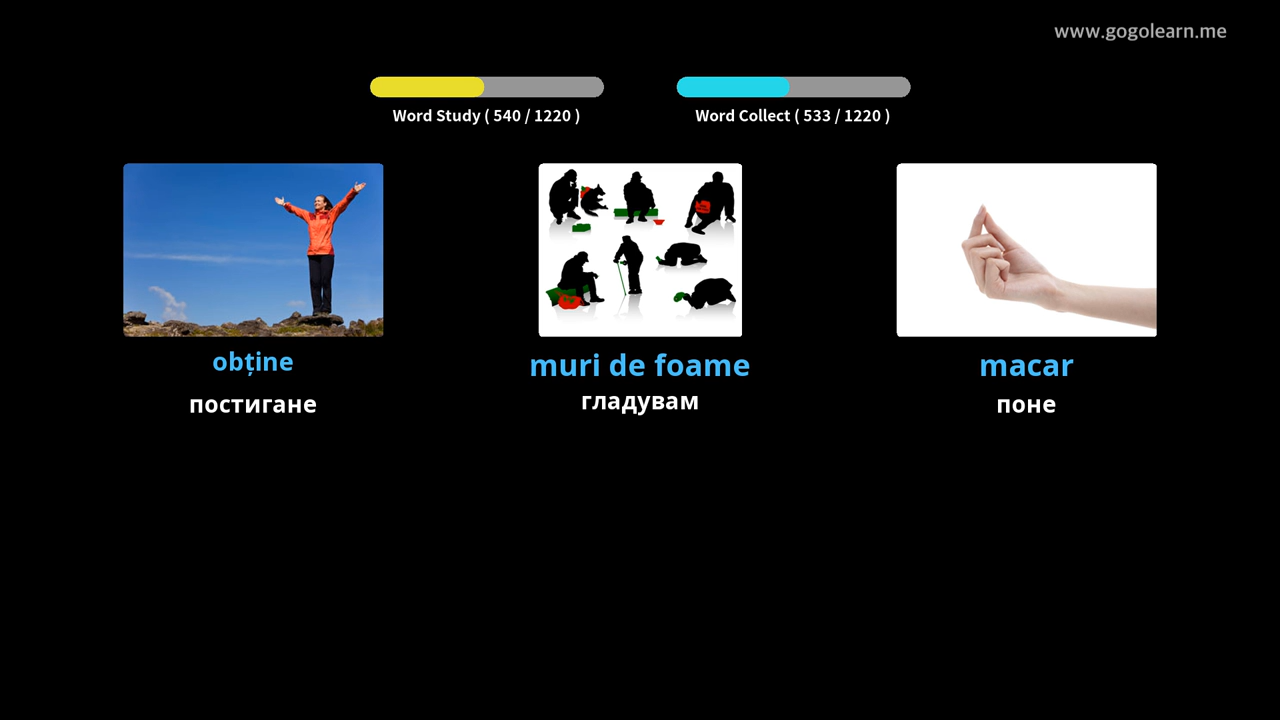 www.gogolearn.me
Word Study ( 540 / 1220 )
Word Collect ( 533 / 1220 )
obține
muri de foame
macar
постигане
гладувам
поне